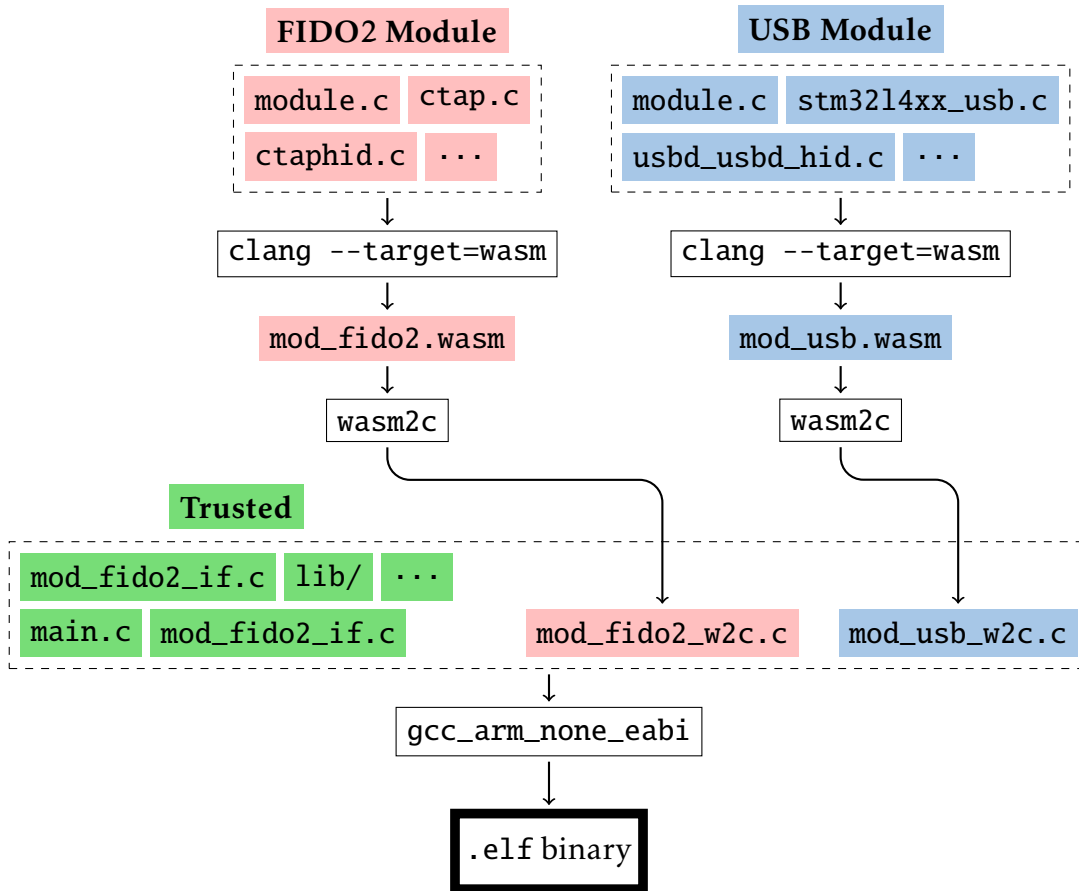 FIDO2 Module
USB Module
module.c ctap.c
ctaphid.c ···
module.c stm32l4xx_usb.c
usbd_usbd_hid.c ···
clang --target=wasm
clang --target=wasm
mod_fido2.wasm
mod_usb.wasm
wasm2c
wasm2c
Trusted
mod_fido2_if.c lib/ ···
main.c mod_fido2_if.c
mod_fido2_w2c.c
mod_usb_w2c.c
gcc_arm_none_eabi
.elf binary